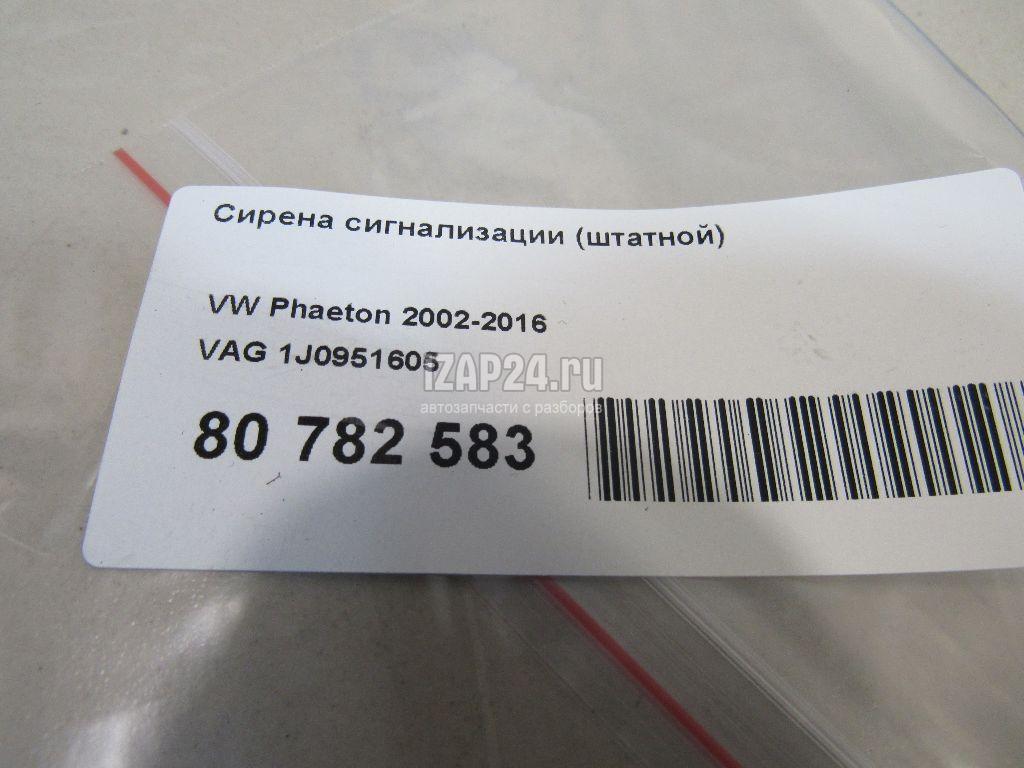 Сирена сигнализации (штатной)
VW Phaeton 2002-2016
VAG 1J0951605
iZAP24.ru
автозапчасти с разборов
80 782 583